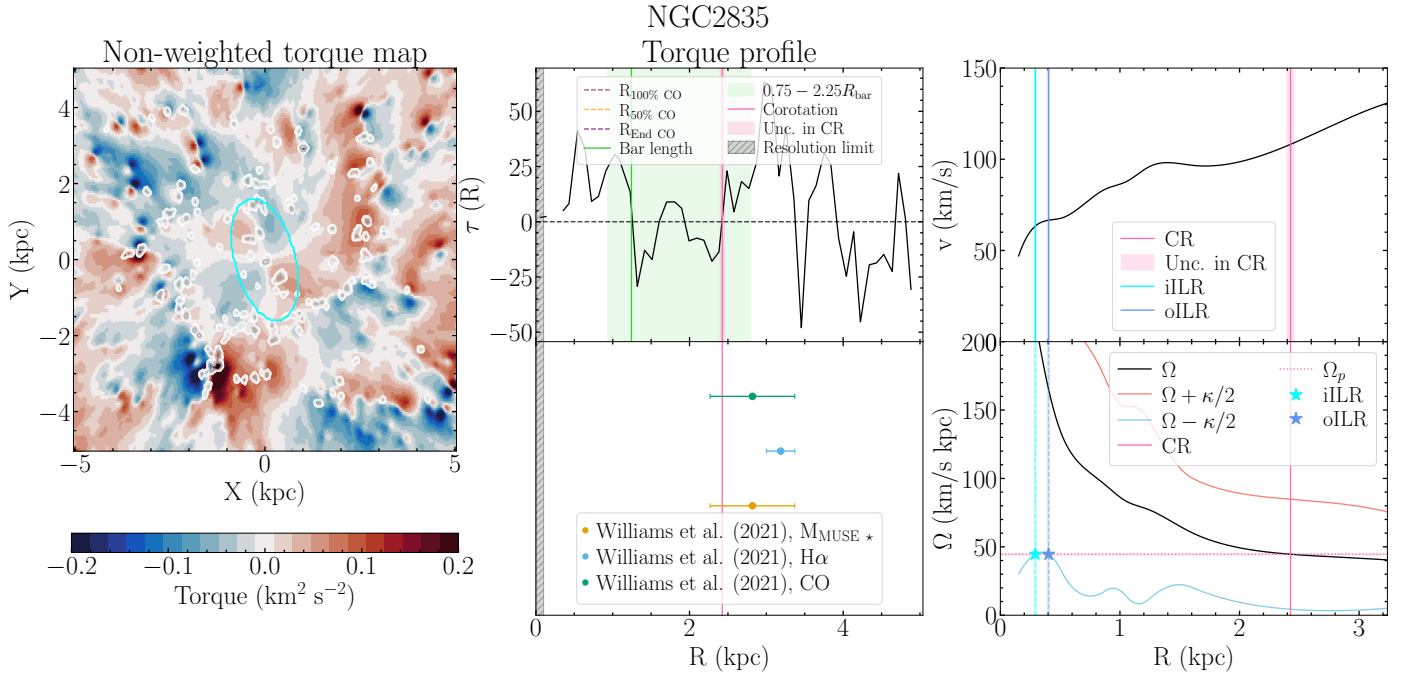 NGC2835
Non-weighted torque map
Y (kpc)
4
2
0
−2
−4
−5
0
5
X (kpc)
−0.2
−0.1
0.0
0.1
0.2
Torque (km² s⁻²)
Torque profile
τ (R)
50
25
0
−25
−50
R100% CO
R50% CO
REnd CO
Bar length
0.75 − 2.25Rbar
Corotation
Unc. in CR
Resolution limit
Williams et al. (2021), MMUSE ⋆
Williams et al. (2021), Hα
Williams et al. (2021), CO
0
2
4
R (kpc)
v (km/s)
150
100
50
0
CR
Unc. in CR
iILR
oILR
Ω (km/s kpc)
200
150
100
50
0
Ω
Ω + κ/2
Ω − κ/2
CR
Ωp
iILR
oILR
0
1
2
3
R (kpc)